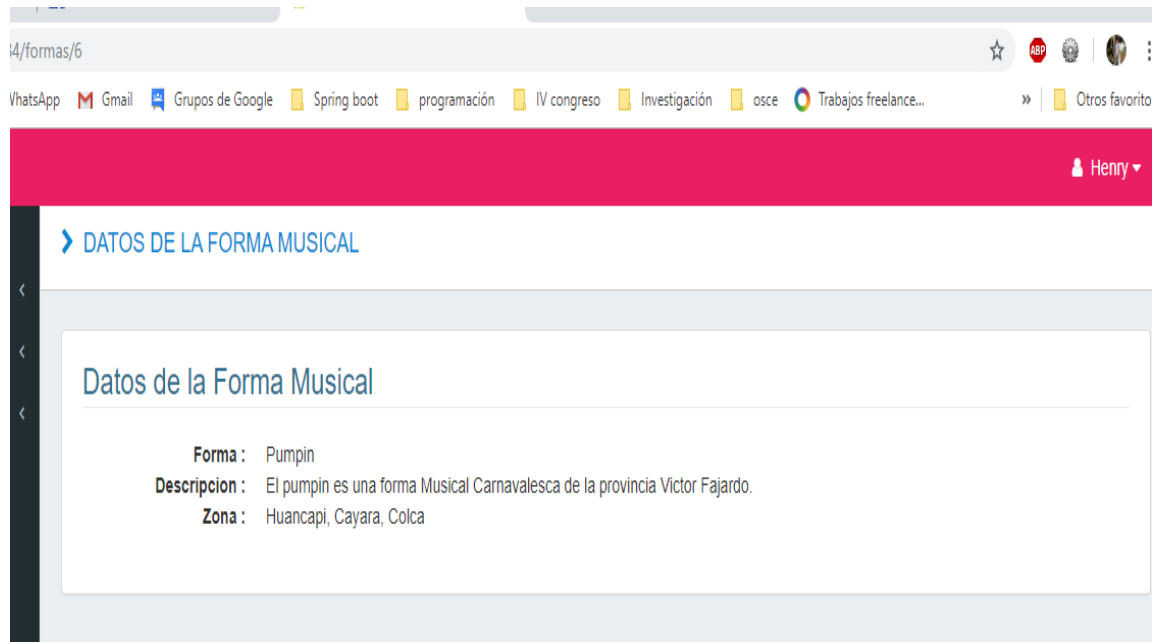 /formas/6
ABP
Gmail Grupos de Google Spring boot programación IV congreso Investigación osce Trabajos freelance... » Otros favorito
Henry
DATOS DE LA FORMA MUSICAL
Datos de la Forma Musical
Forma : Pumpin
Descripcion : El pumpin es una forma Musical Carnavalesca de la provincia Victor Fajardo.
Zona : Huancapi, Cayara, Colca